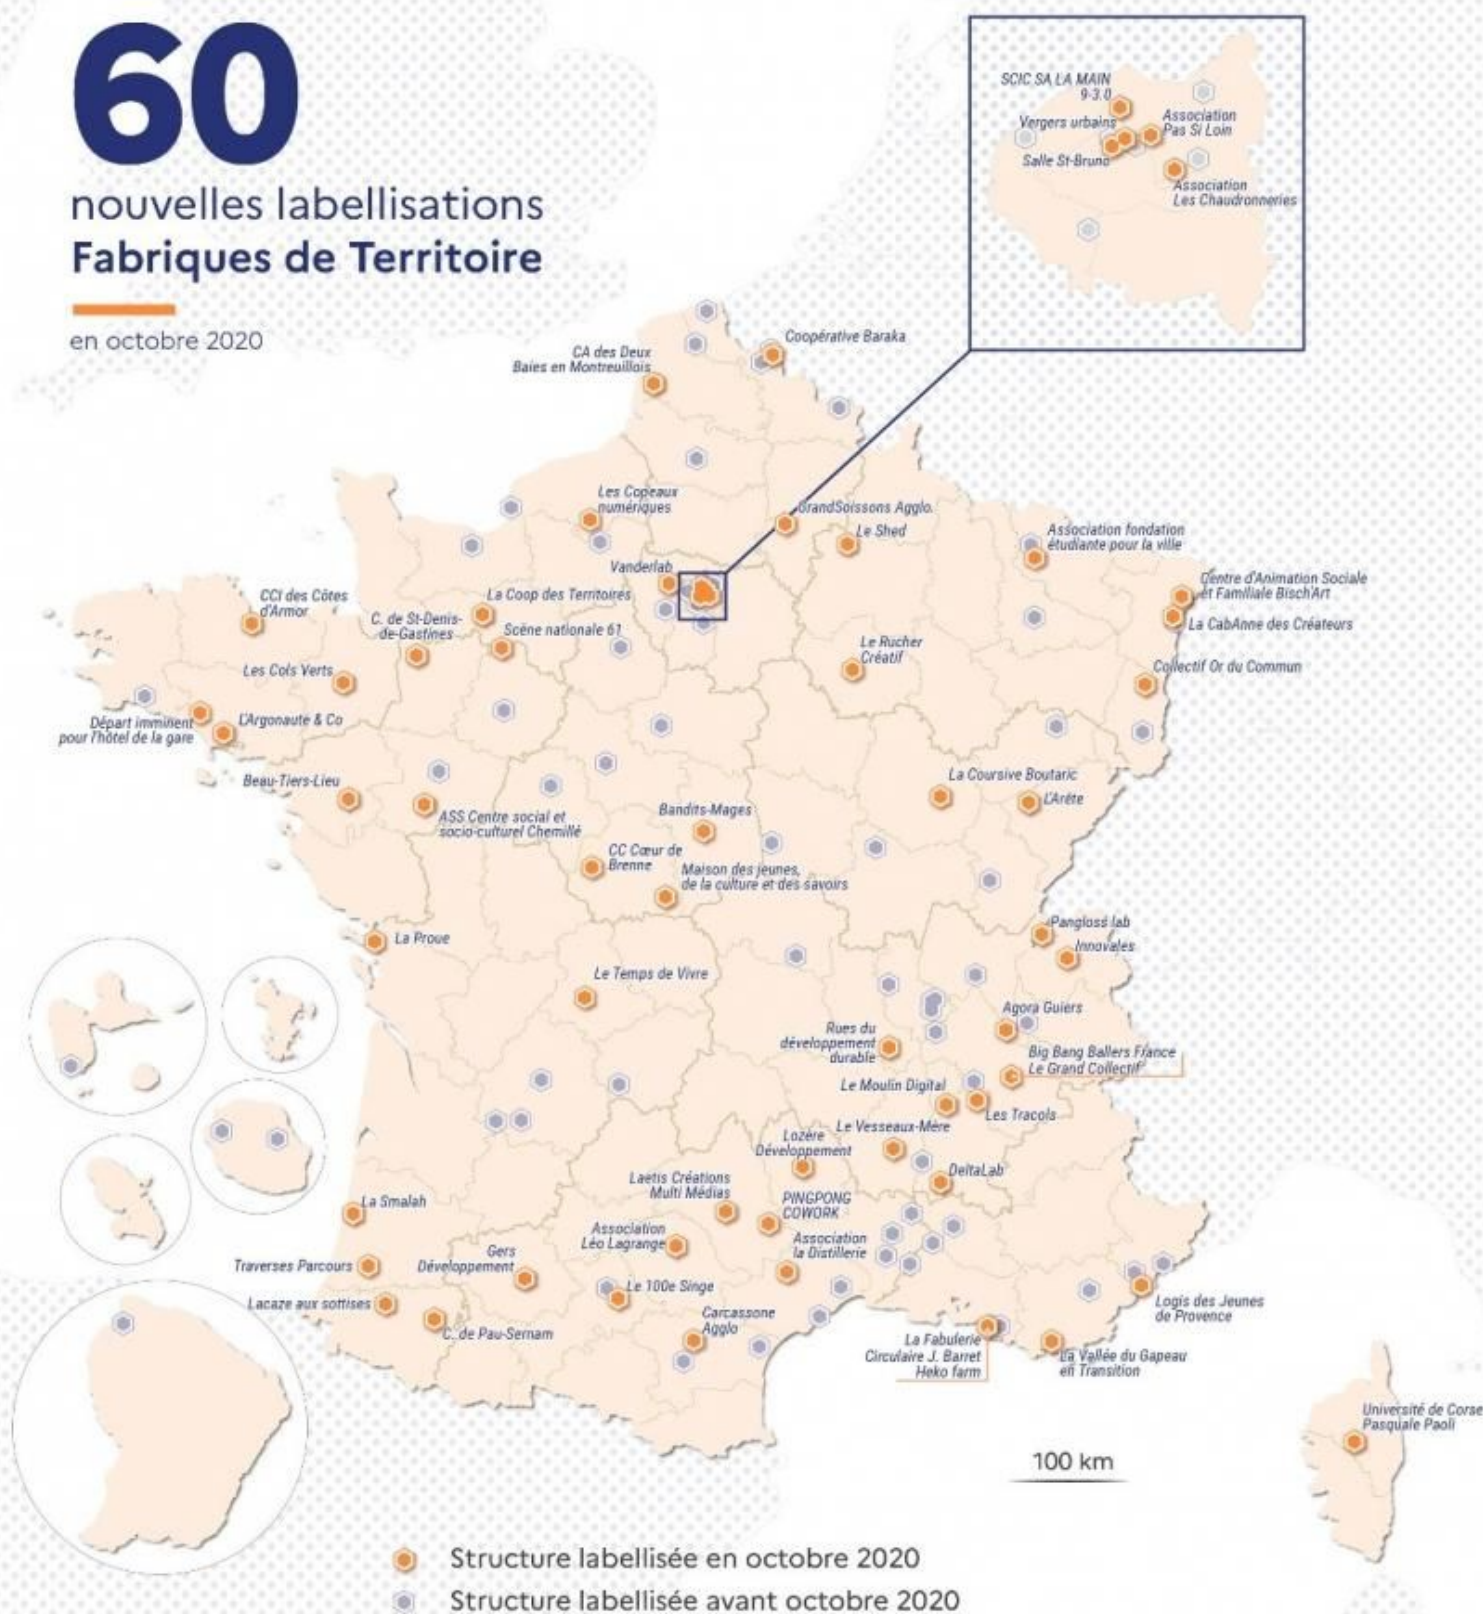 60
nouvelles labellisations
Fabriques de Territoire
en octobre 2020
SCIC SA LA MAIN
9-3.0
Vergers urbains
Salle St-Bruno
Association
Pas Si Loin
Association
Les Chaudronneries
Coopérative Baraka
CA des Deux
Baies en Montreuillois
Les Copeaux
numériques
GrandSoissons Agglo.
Le Shed
Association fondation
étudiante pour la ville
Vanderlab
Centre d'Animation Sociale
et Familiale Bisch'Art
La CabAnne des Créateurs
CCI des Côtes
d'Armor
La Coop des Territoires
C. de St-Denis-
de-Gastines
Scène nationale 61
Le Rucher
Créatif
Les Cols Verts
Collectif Or du Commun
Départ imminent
pour l'hôtel de la gare
L'Argonaute & Co
Beau-Tiers-Lieu
La Coursive Boutaric
L'Arête
ASS Centre social et
socio-culturel Chemillé
Bandits-Mages
CC Cœur de
Brenne
Maison des jeunes,
de la culture et des savoirs
La Proue
Pangloss lab
Innovales
Le Temps de Vivre
Agora Guiers
Rues du
développement
durable
Big Bang Ballers France
Le Grand Collectif
Le Moulin Digital
Les Tracols
Le Vesseaux-Mère
Lozère
Développement
DeltaLab
Laetis Créations
Multi Médias
PINGPONG
COWORK
La Smalah
Association
Léo Lagrange
Association
la Distillerie
Traverses Parcours
Gers
Développement
Le 100e Singe
Lacaze aux sottises
C. de Pau-Sernam
Carcassone
Agglo
Logis des Jeunes
de Provence
La Fabulerie
Circulaire J. Barret
Heko farm
La Vallée du Gapeau
en Transition
Université de Corse
Pasquale Paoli
100 km
Structure labellisée en octobre 2020
Structure labellisée avant octobre 2020